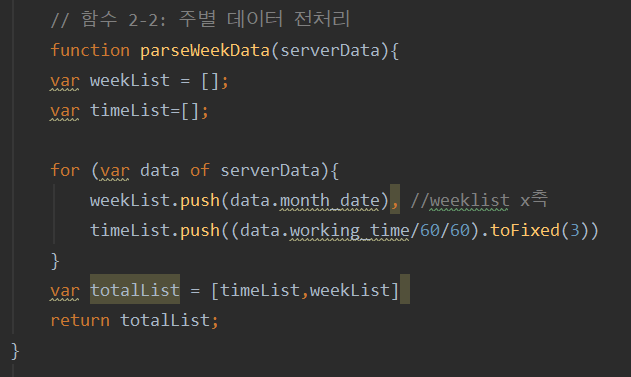 // 함수 2-2: 주별 데이터 전처리
function parseWeekData(serverData){
var weekList = [];
var timeList=[];
for (var data of serverData){
weekList.push(data.month_date), //weeklist x축
timeList.push((data.working_time/60/60).toFixed(3))
}
var totalList = [timeList,weekList]
return totalList;
}